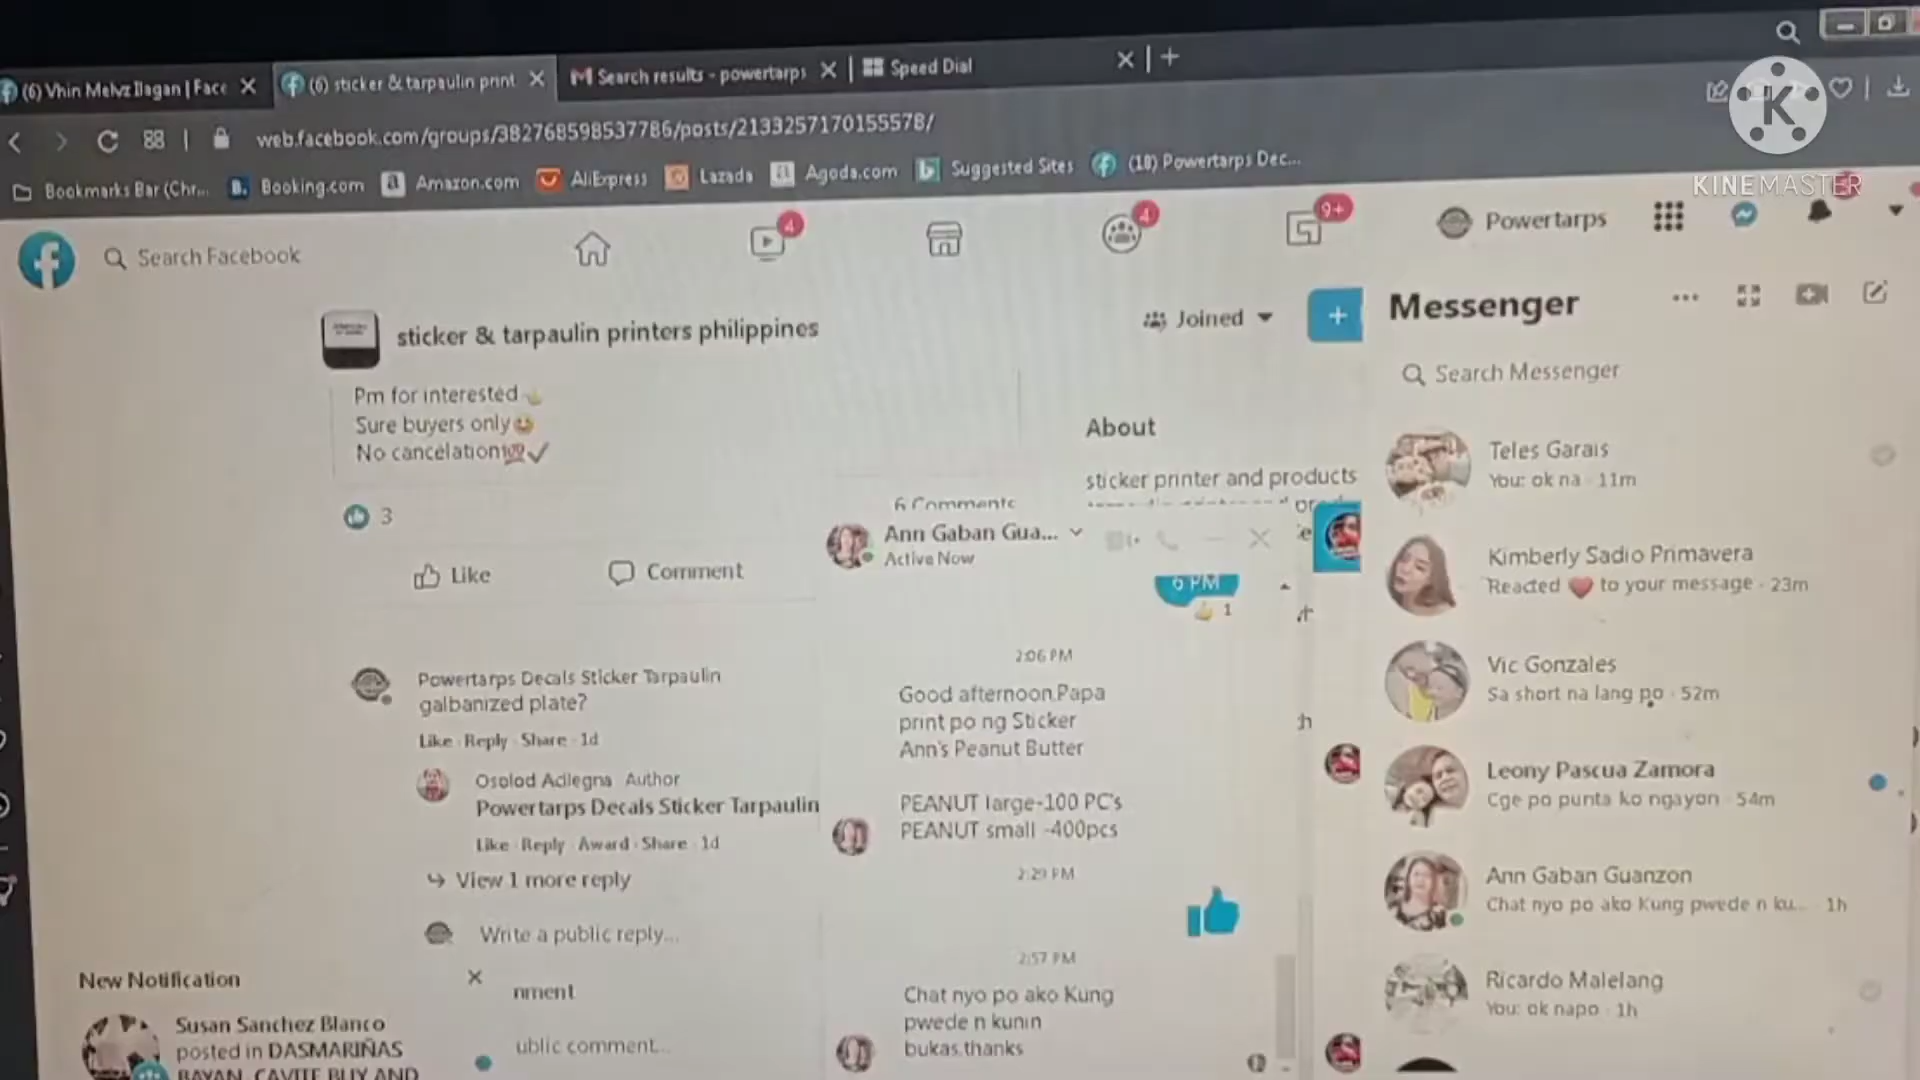 (6) Vhin Melvz Ilagan | Face
(6) sticker & tarpaulin print
Search results - powertarps
Speed Dial
web.facebook.com/groups/382768598537786/posts/2133257170155578/
Bookmarks Bar (Chr...
Booking.com
Amazon.com
AliExpress
Lazada
Agoda.com
Suggested Sites
(18) Powertarps Dec...
KINEMASTER
Search Facebook
4
4
9+
Powertarps
sticker & tarpaulin printers philippines
Joined
Pm for interested
Sure buyers only
No cancelation
3
Like
Comment
6 Comments
About
sticker printer and products
Powertarps Decals Sticker Tarpaulin
galbanized plate?
Like · Reply · Share · 1d
Osolod Adlegna Author
Powertarps Decals Sticker Tarpaulin
Like · Reply · Award · Share · 1d
View 1 more reply
Write a public reply...
nment
ublic comment...
New Notification
Susan Sanchez Blanco
posted in DASMARIÑAS
BAYAN, CAVITE BUY AND
Ann Gaban Gua...
Active Now
6 PM
1
2:06 PM
Good afternoon.Papa
print po ng Sticker
Ann's Peanut Butter
PEANUT large-100 PC's
PEANUT small -400pcs
2:29 PM
2:57 PM
Chat nyo po ako Kung
pwede n kunin
bukas.thanks
Messenger
Search Messenger
Teles Garais
You: ok na · 11m
Kimberly Sadio Primavera
Reacted ❤ to your message · 23m
Vic Gonzales
Sa short na lang po · 52m
Leony Pascua Zamora
Cge po punta ko ngayon · 54m
Ann Gaban Guanzon
Chat nyo po ako Kung pwede n ku... · 1h
Ricardo Malelang
You: ok napo · 1h